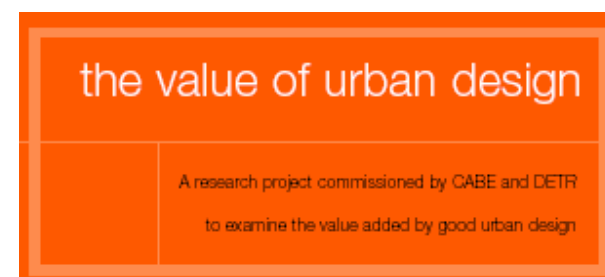 the value of urban design
A research project commissioned by CABE and DETR
to examine the value added by good urban design